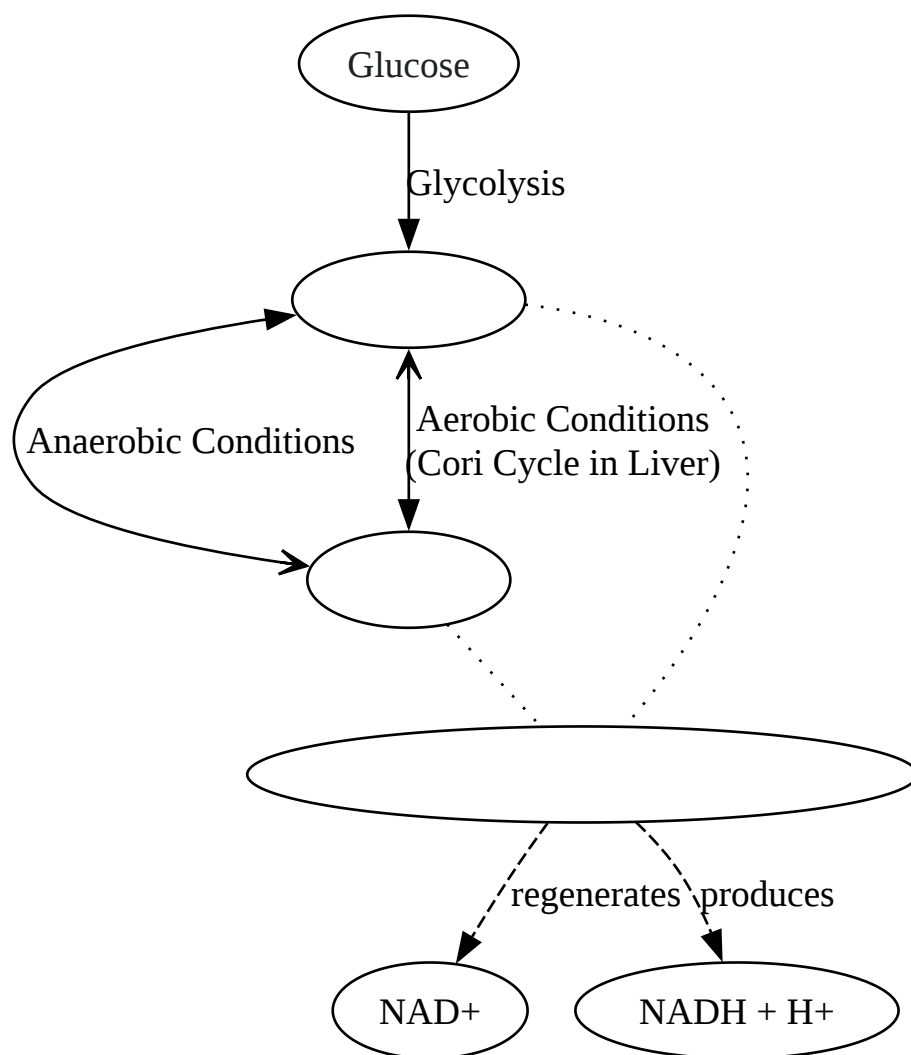 Glucose
Glycolysis
Anaerobic Conditions
Aerobic Conditions
(Cori Cycle in Liver)
regenerates
produces
NAD+
NADH + H+